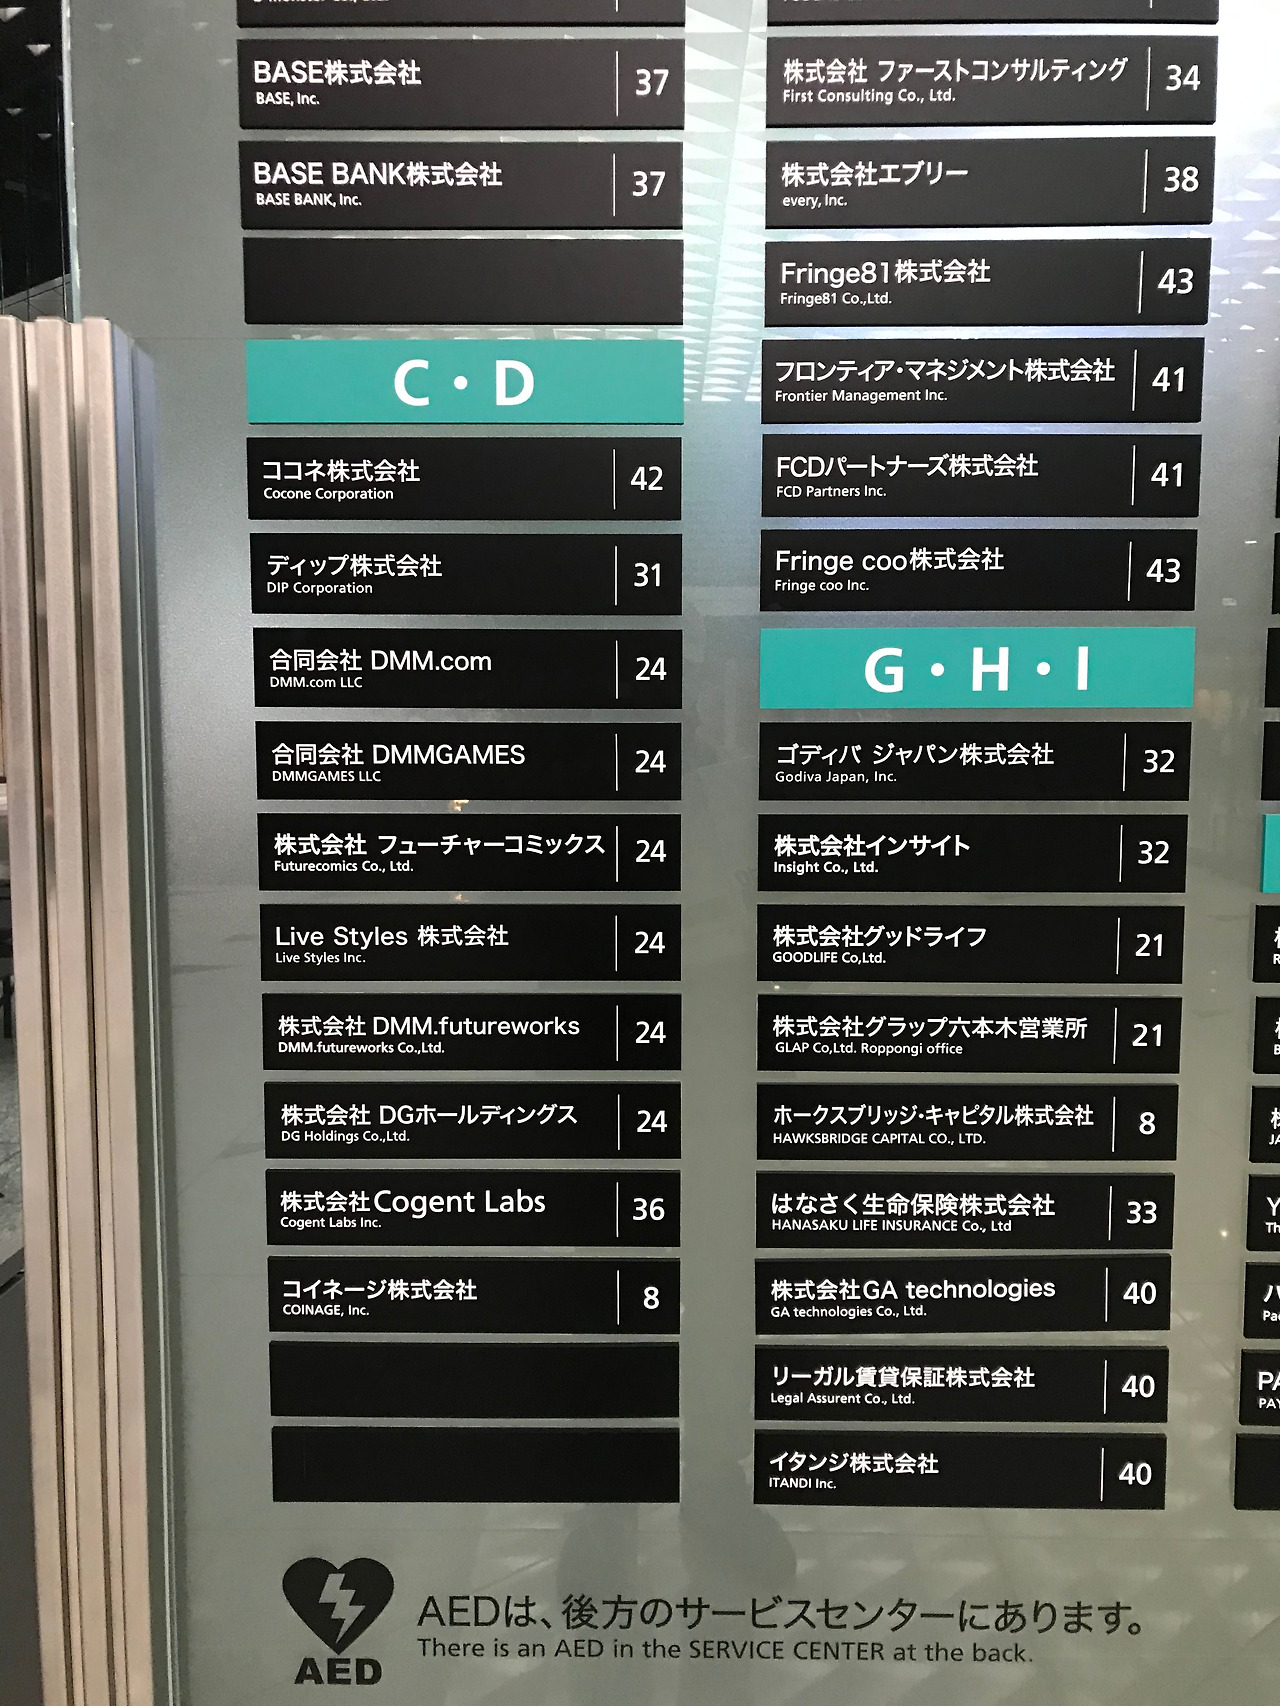 BASE株式会社
BASE, Inc.
37
BASE BANK株式会社
BASE BANK, Inc.
37
C・D
ココネ株式会社
Cocone Corporation
42
ディップ株式会社
DIP Corporation
31
合同会社 DMM.com
DMM.com LLC
24
合同会社 DMMGAMES
DMMGAMES LLC
24
株式会社 フューチャーコミックス
Futurecomics Co., Ltd.
24
Live Styles 株式会社
Live Styles Inc.
24
株式会社 DMM.futureworks
DMM.futureworks Co.,Ltd.
24
株式会社 DGホールディングス
DG Holdings Co.,Ltd.
24
株式会社Cogent Labs
Cogent Labs Inc.
36
コイネージ株式会社
COINAGE, Inc.
8
株式会社 ファーストコンサルティング
First Consulting Co., Ltd.
34
株式会社エブリー
every, Inc.
38
Fringe81株式会社
Fringe81 Co.,Ltd.
43
フロンティア・マネジメント株式会社
Frontier Management Inc.
41
FCDパートナーズ株式会社
FCD Partners Inc.
41
Fringe coo株式会社
Fringe coo Inc.
43
G・H・I
ゴディバ ジャパン株式会社
Godiva Japan, Inc.
32
株式会社インサイト
Insight Co., Ltd.
32
株式会社グッドライフ
GOODLIFE Co,Ltd.
21
株式会社グラップ六本木営業所
GLAP Co,Ltd. Roppongi office
21
ホークスブリッジ・キャピタル株式会社
HAWKSBRIDGE CAPITAL CO., LTD.
8
はなさく生命保険株式会社
HANASAKU LIFE INSURANCE Co., Ltd
33
株式会社GA technologies
GA technologies Co., Ltd.
40
リーガル賃貸保証株式会社
Legal Assurent Co., Ltd.
40
イタンジ株式会社
ITANDI Inc.
40
AED
AEDは、後方のサービスセンターにあります。
There is an AED in the SERVICE CENTER at the back.